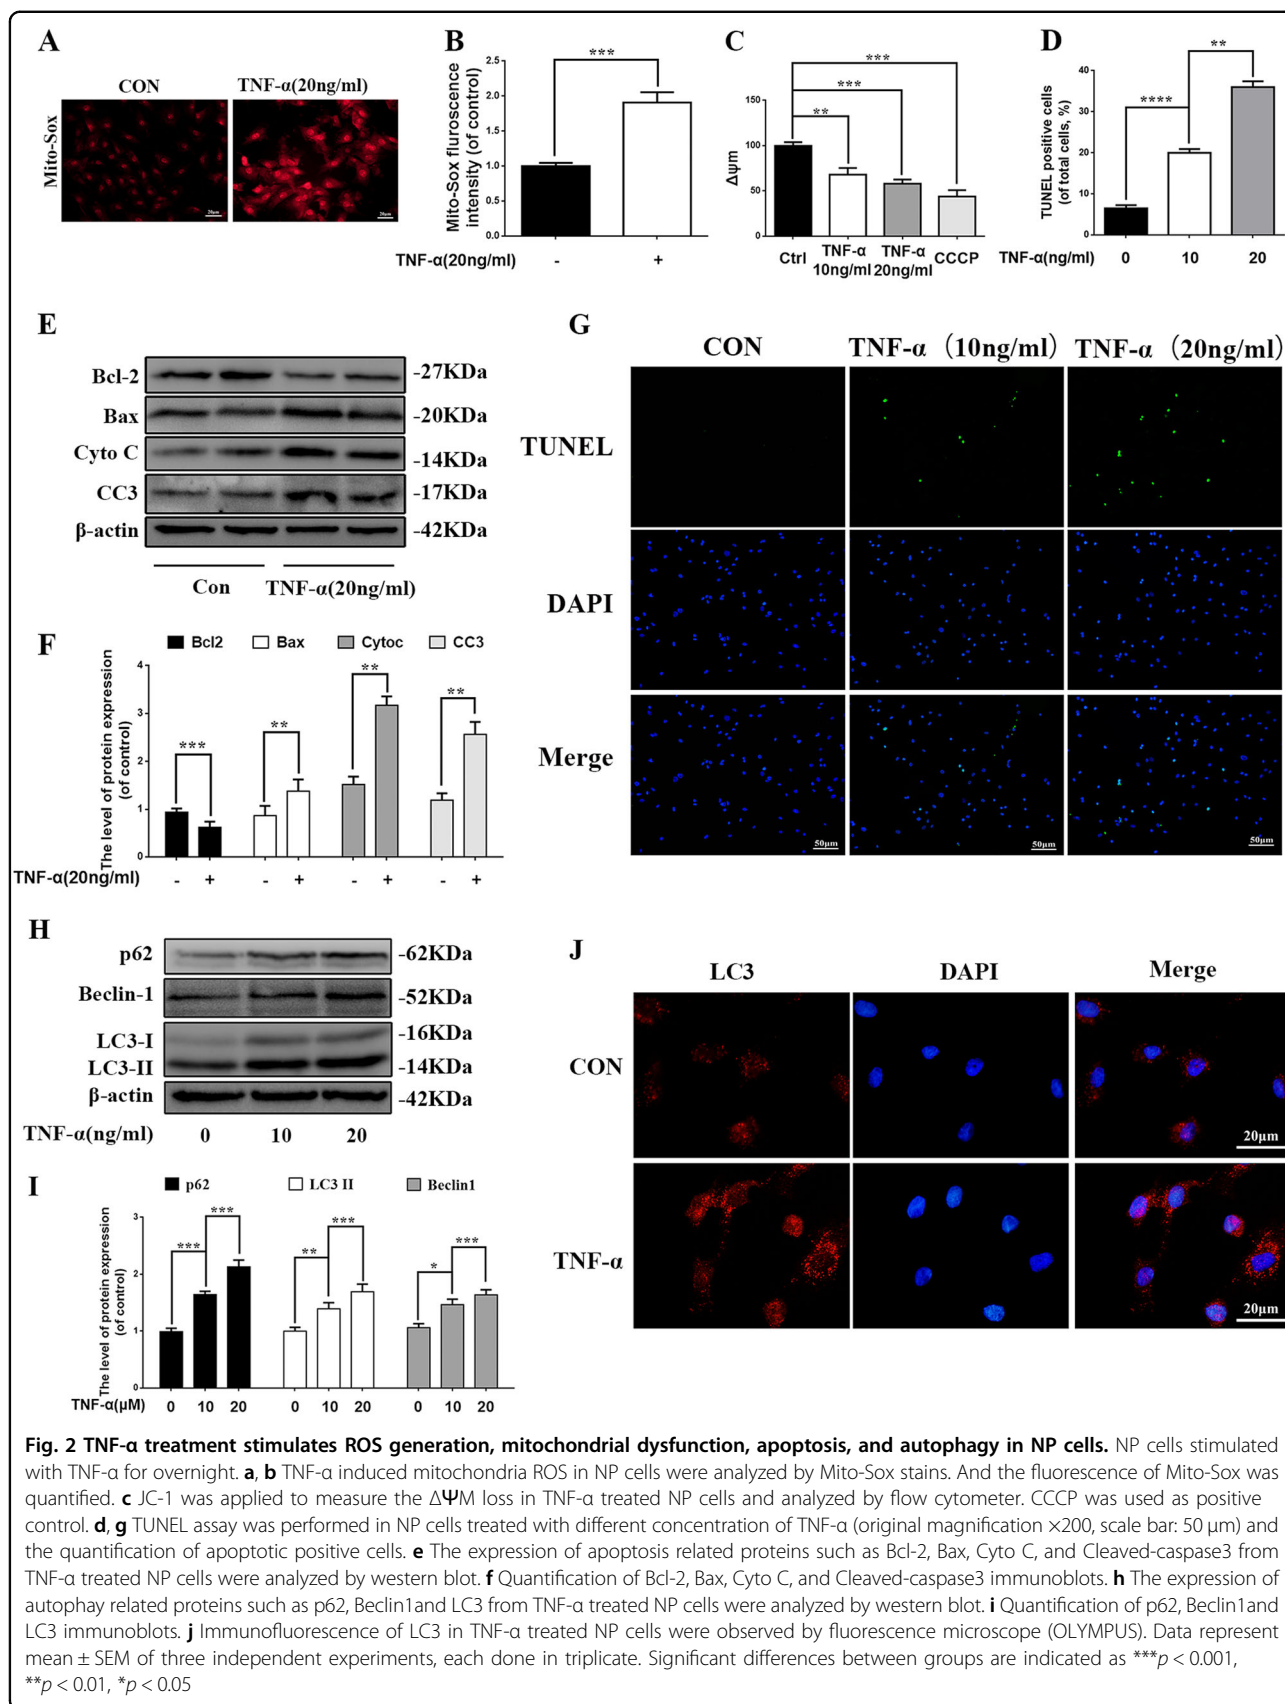 A
CON
TNF-α(20ng/ml)
Mito-Sox
20μm
20μm
B
Mito-Sox fluroscence
intensity (of control)
2.5
2.0
1.5
1.0
0.5
0.0
***
TNF-α(20ng/ml)
-
+
C
ΔΨm
100
50
0
**
***
***
Ctrl
TNF-α
10ng/ml
TNF-α
20ng/ml
CCCP
D
TUNEL positive cells
(of total cells, %)
40
30
20
10
0
****
**
TNF-α(ng/ml)
0
10
20
E
Bcl-2
-27KDa
Bax
-20KDa
Cyto C
-14KDa
CC3
-17KDa
β-actin
-42KDa
Con
TNF-α(20ng/ml)
F
Bcl2
Bax
Cytoc
CC3
The level of protein expression
(of control)
4
3
2
1
0
***
**
**
**
TNF-α(20ng/ml)
- + - + - + - +
G
CON
TNF-α （10ng/ml）
TNF-α （20ng/ml）
TUNEL
DAPI
Merge
50μm
50μm
50μm
H
p62
-62KDa
Beclin-1
-52KDa
LC3-I
-16KDa
LC3-II
-14KDa
β-actin
-42KDa
TNF-α(ng/ml)
0
10
20
I
p62
LC3 II
Beclin1
The level of protein expression
(of control)
3
2
1
0
***
***
**
***
*
***
TNF-α(μM)
0 10 20 0 10 20 0 10 20
J
LC3
DAPI
Merge
CON
20μm
TNF-α
20μm
Fig. 2 TNF-α treatment stimulates ROS generation, mitochondrial dysfunction, apoptosis, and autophagy in NP cells. NP cells stimulated
with TNF-α for overnight. a, b TNF-α induced mitochondria ROS in NP cells were analyzed by Mito-Sox stains. And the fluorescence of Mito-Sox was
quantified. c JC-1 was applied to measure the ΔΨM loss in TNF-α treated NP cells and analyzed by flow cytometer. CCCP was used as positive
control. d, g TUNEL assay was performed in NP cells treated with different concentration of TNF-α (original magnification ×200, scale bar: 50 μm) and
the quantification of apoptotic positive cells. e The expression of apoptosis related proteins such as Bcl-2, Bax, Cyto C, and Cleaved-caspase3 from
TNF-α treated NP cells were analyzed by western blot. f Quantification of Bcl-2, Bax, Cyto C, and Cleaved-caspase3 immunoblots. h The expression of
autophay related proteins such as p62, Beclin1and LC3 from TNF-α treated NP cells were analyzed by western blot. i Quantification of p62, Beclin1and
LC3 immunoblots. j Immunofluorescence of LC3 in TNF-α treated NP cells were observed by fluorescence microscope (OLYMPUS). Data represent
mean ± SEM of three independent experiments, each done in triplicate. Significant differences between groups are indicated as ***p < 0.001,
**p < 0.01, *p < 0.05